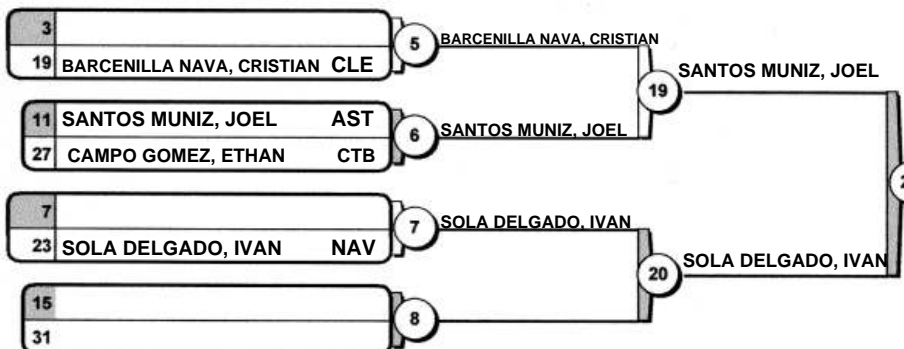 3
5
BARCENILLA NAVA, CRISTIAN
19 BARCENILLA NAVA, CRISTIAN CLE
SANTOS MUNIZ, JOEL
19
11 SANTOS MUNIZ, JOEL AST
6
SANTOS MUNIZ, JOEL
27 CAMPO GOMEZ, ETHAN CTB
7
7
SOLA DELGADO, IVAN
23 SOLA DELGADO, IVAN NAV
SOLA DELGADO, IVAN
20
15
8
31